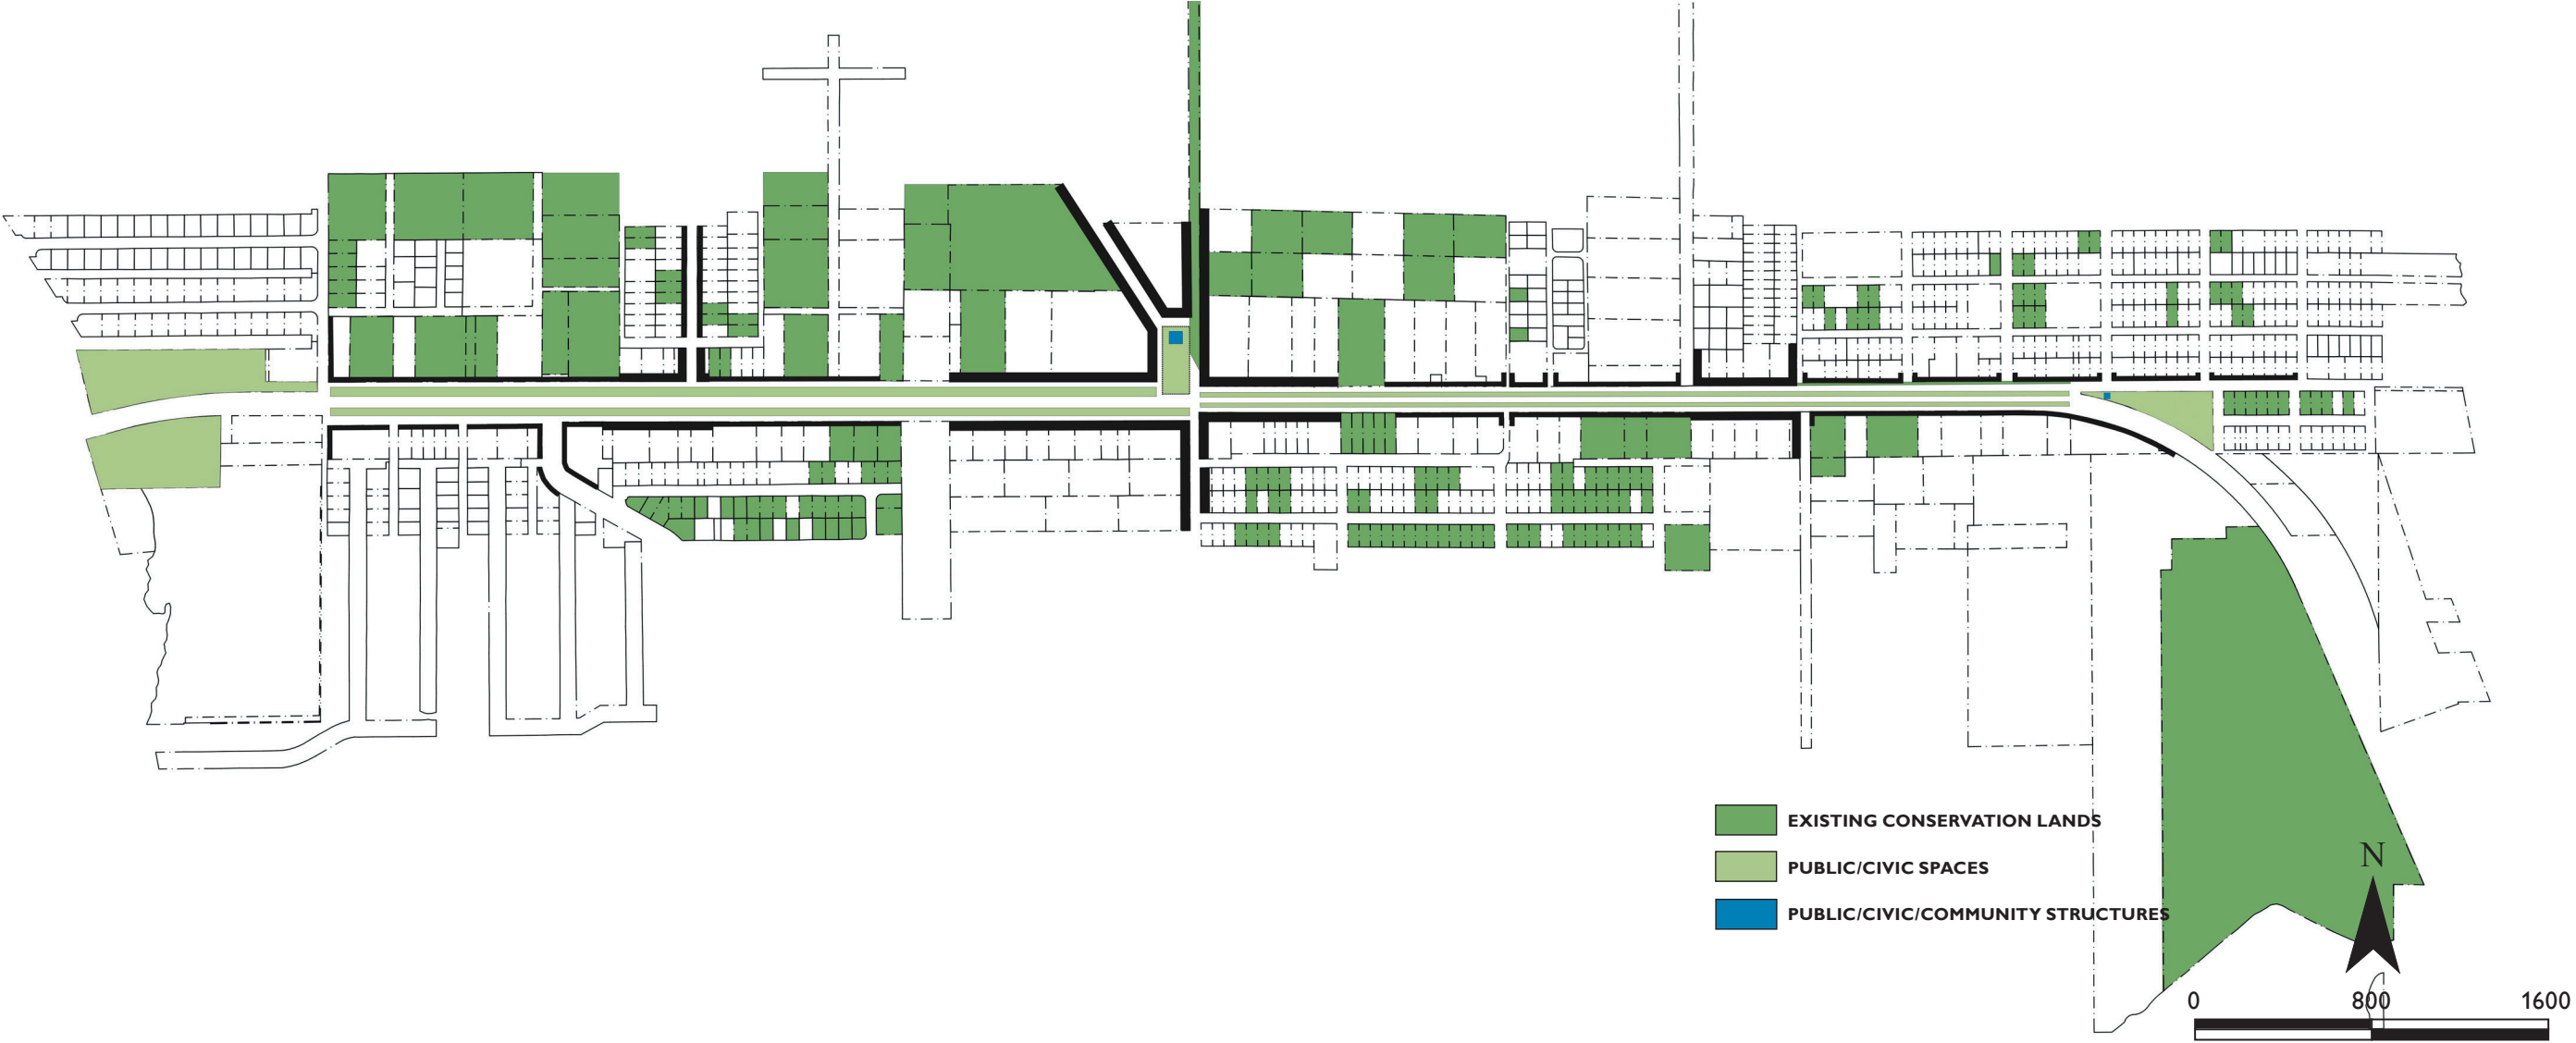 EXISTING CONSERVATION LANDS
PUBLIC/CIVIC SPACES
PUBLIC/CIVIC/COMMUNITY STRUCTURES
N
0 800 1600